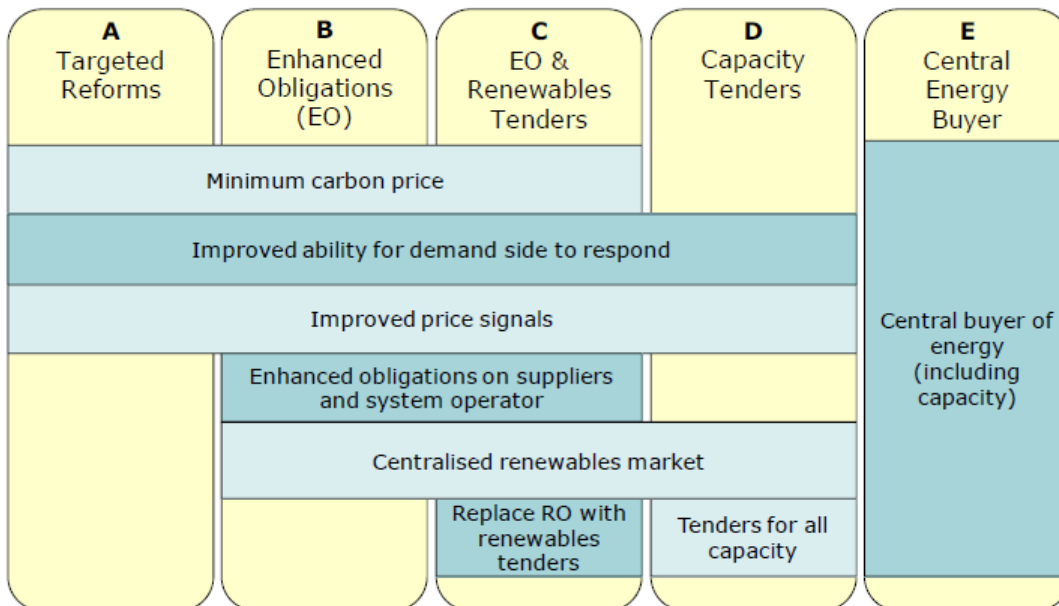 A
Targeted
Reforms
B
Enhanced
Obligations
(EO)
C
EO &
Renewables
Tenders
D
Capacity
Tenders
E
Central
Energy
Buyer
Minimum carbon price
Improved ability for demand side to respond
Improved price signals
Enhanced obligations on suppliers
and system operator
Centralised renewables market
Replace RO with
renewables
tenders
Tenders for all
capacity
Central buyer of
energy
(including
capacity)